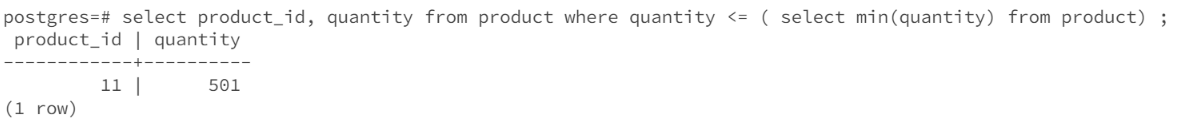 postgres=# select product_id, quantity from product where quantity <= ( select min(quantity) from product) ;
 product_id | quantity
------------+----------
         11 |      501
(1 row)